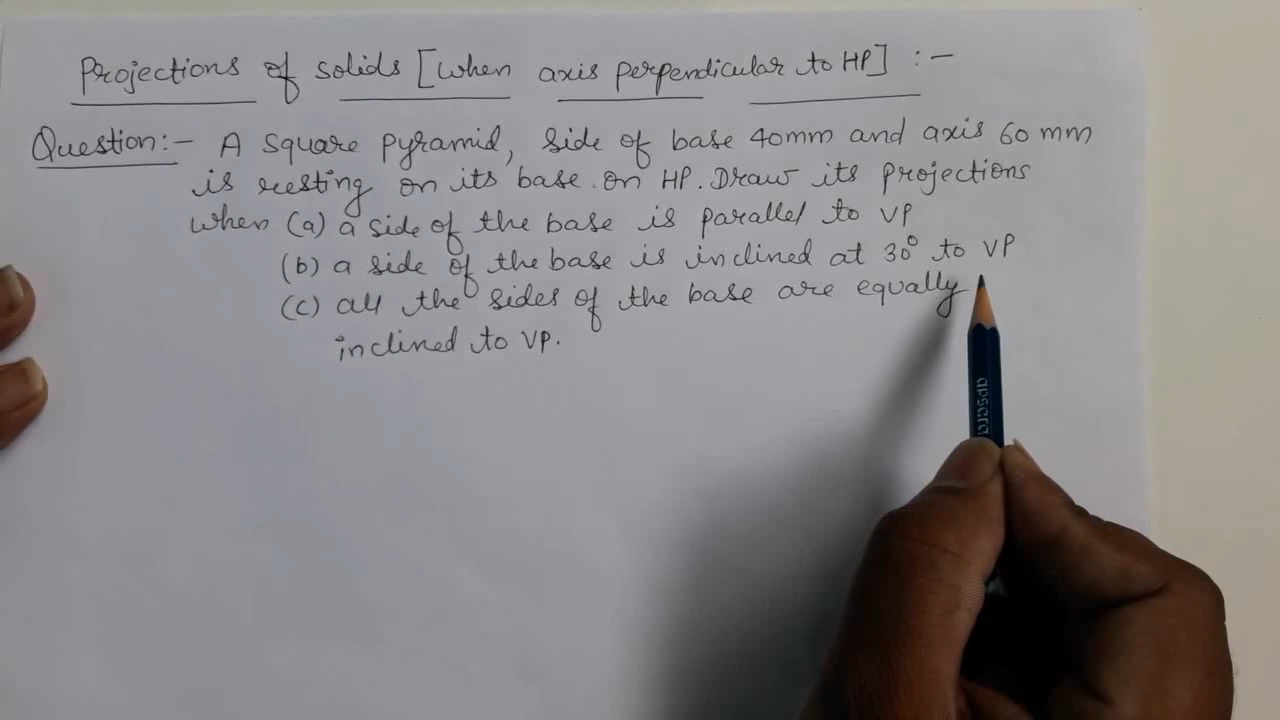 Projections of solids [when axis perpendicular to HP] :-
Question:- A square pyramid, side of base 40mm and axis 60 mm
is resting on its base on HP. Draw its projections
when (a) a side of the base is parallel to VP
(b) a side of the base is inclined at 30° to VP
(c) all the sides of the base are equally
inclined to VP.
apsara